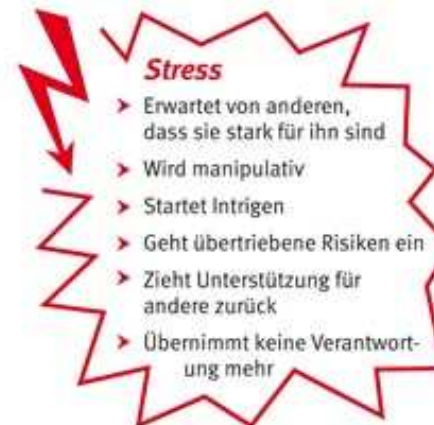 Stress
➤ Erwartet von anderen,
dass sie stark für ihn sind
➤ Wird manipulativ
➤ Startet Intrigen
➤ Geht übertriebene Risiken ein
➤ Zieht Unterstützung für
andere zurück
➤ Übernimmt keine Verantwort-
ung mehr